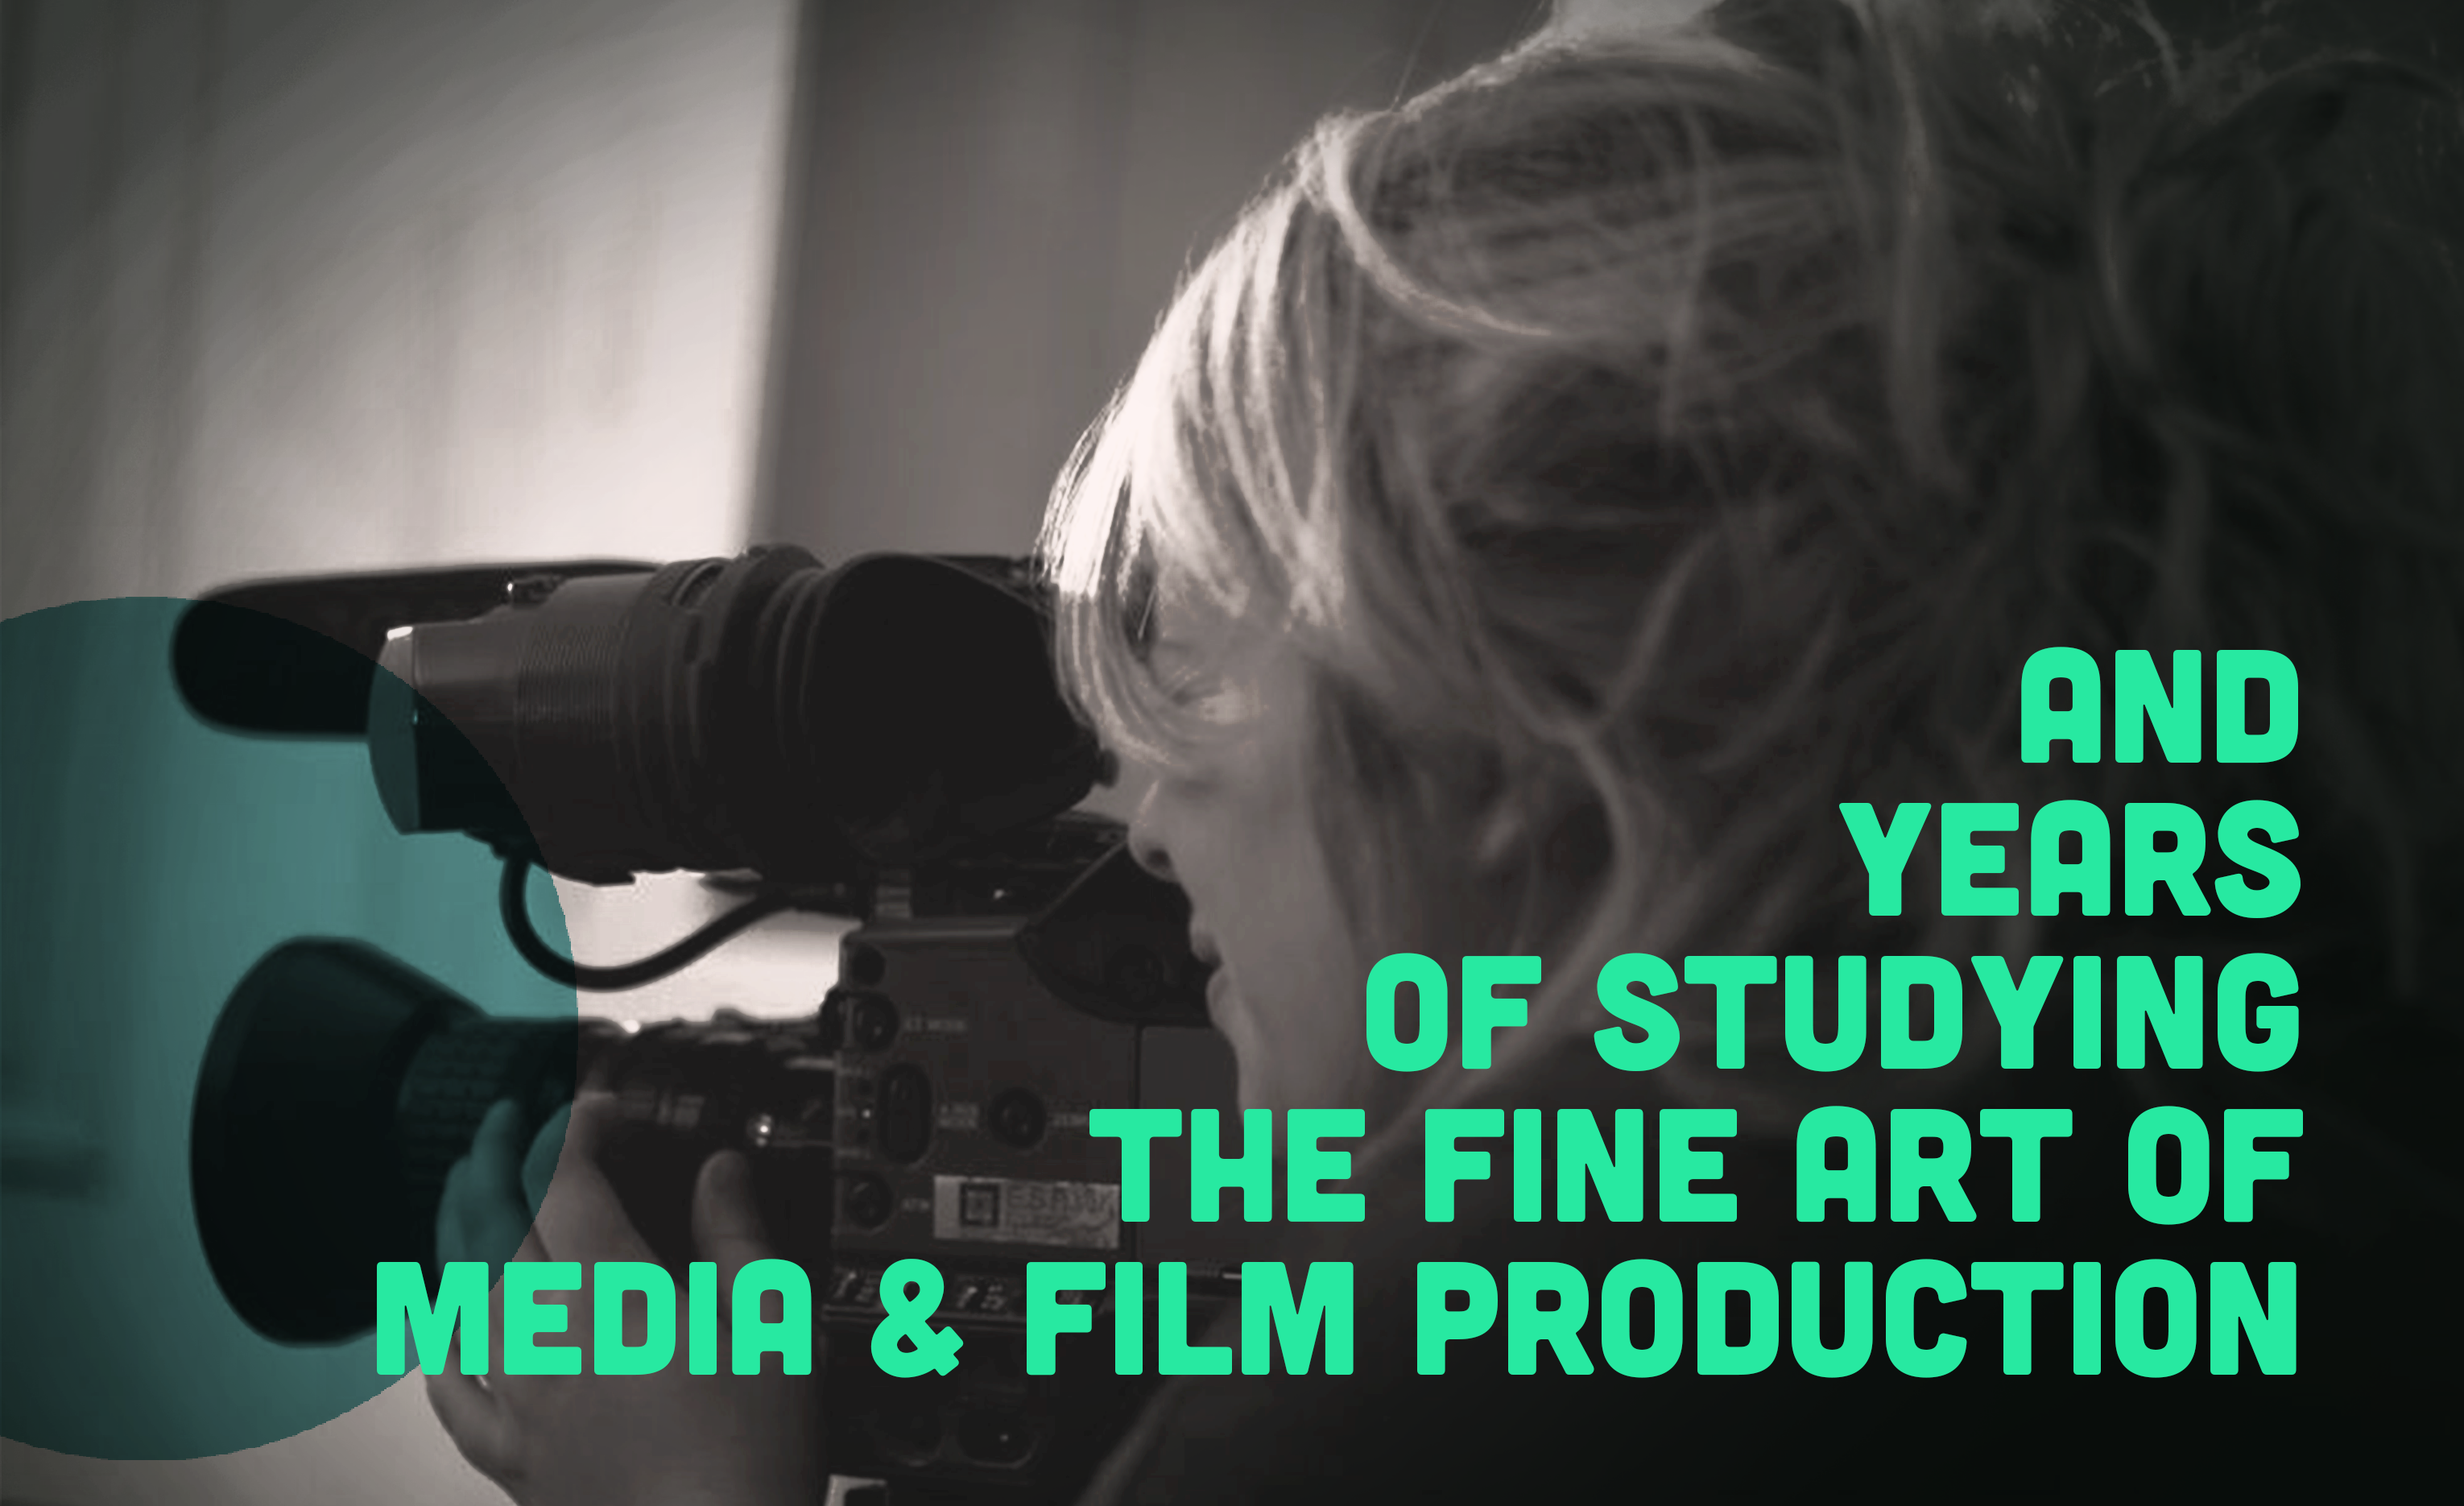 AND
YEARS
OF STUDYING
THE FINE ART OF
MEDIA & FILM PRODUCTION